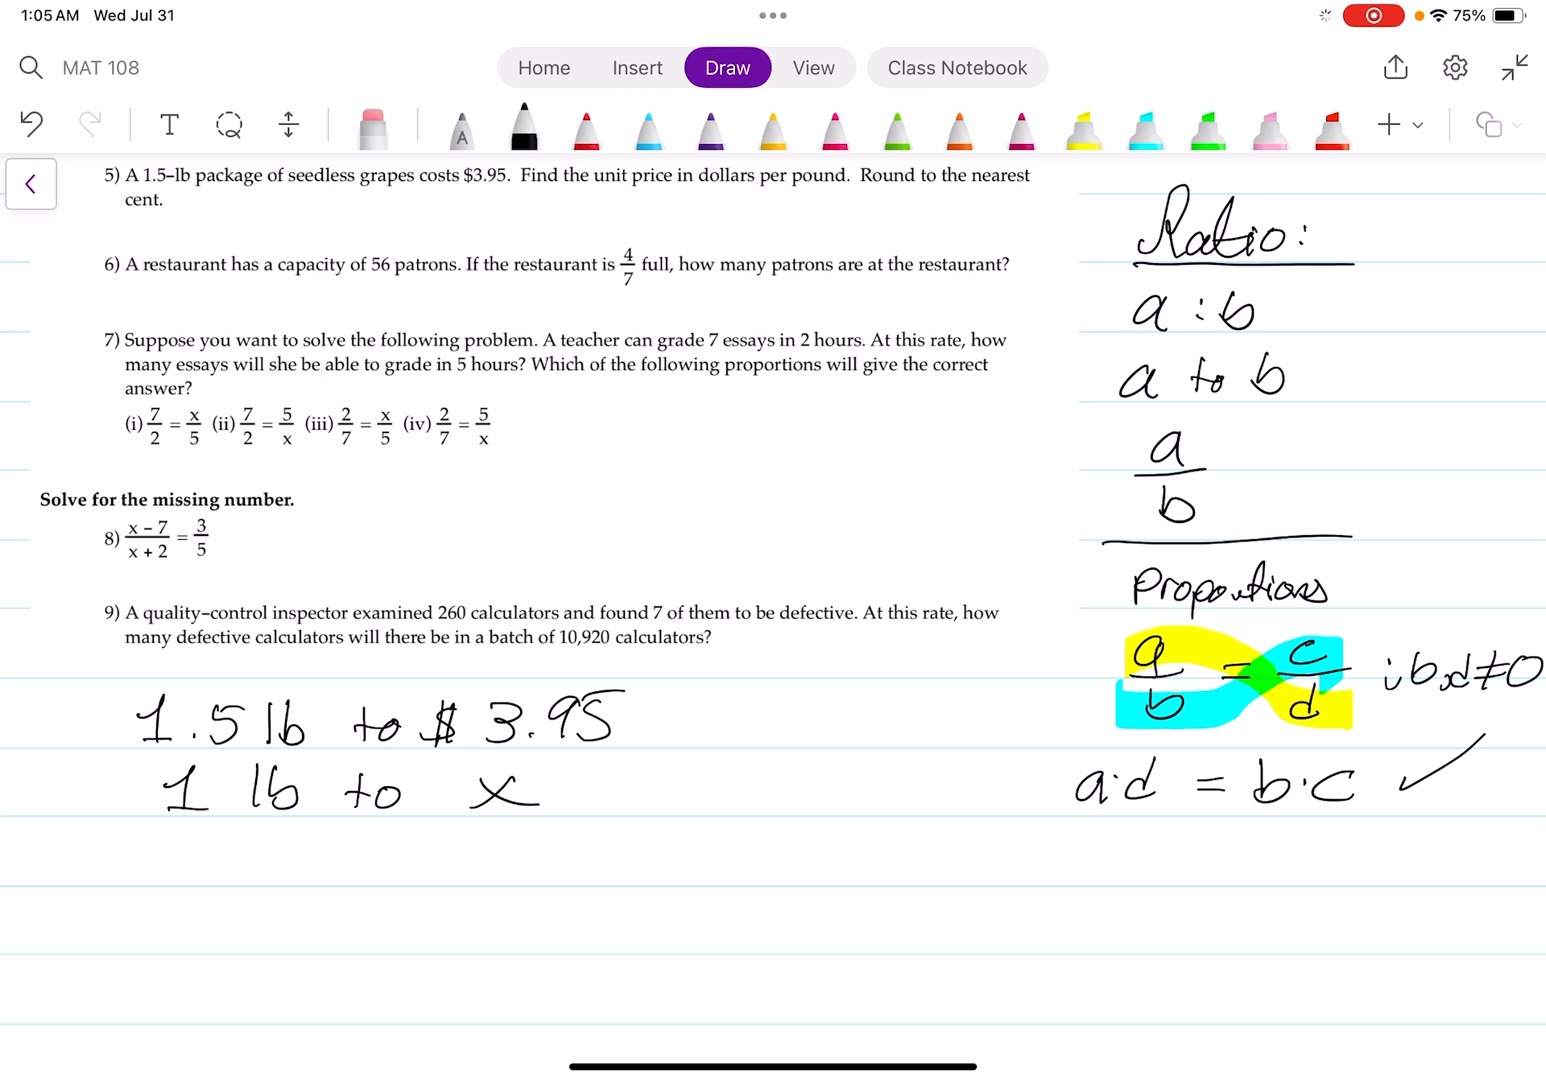 1:05 AM Wed Jul 31
75%
MAT 108
Home Insert Draw View Class Notebook
T A
5) A 1.5-lb package of seedless grapes costs $3.95. Find the unit price in dollars per pound. Round to the nearest
cent.
6) A restaurant has a capacity of 56 patrons. If the restaurant is 4/7 full, how many patrons are at the restaurant?
7) Suppose you want to solve the following problem. A teacher can grade 7 essays in 2 hours. At this rate, how
many essays will she be able to grade in 5 hours? Which of the following proportions will give the correct
answer?
(i) 7/2 = x/5 (ii) 7/2 = 5/x (iii) 2/7 = x/5 (iv) 2/7 = 5/x
Solve for the missing number.
8) x - 7 / x + 2 = 3/5
9) A quality-control inspector examined 260 calculators and found 7 of them to be defective. At this rate, how
many defective calculators will there be in a batch of 10,920 calculators?
1.5 lb to $ 3.95
1 lb to x
Ratio:
a : b
a to b
a/b
Proportions
a/b = c/d ; b,d ≠ 0
a·d = b·c ✓